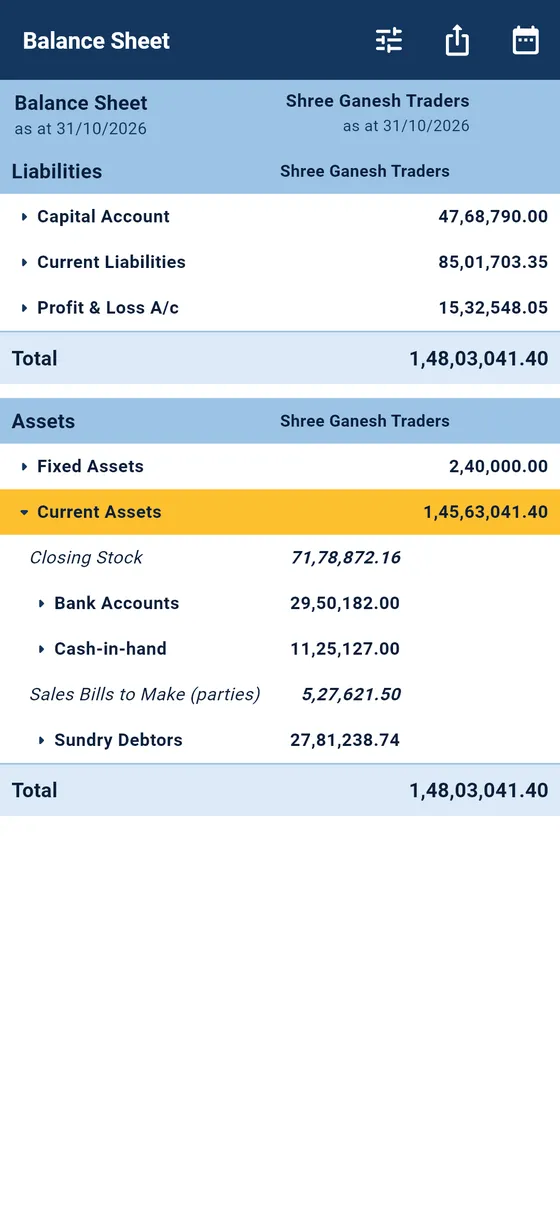 Balance Sheet
Balance Sheet Shree Ganesh Traders
as at 31/10/2026 as at 31/10/2026
Liabilities Shree Ganesh Traders
Capital Account 47,68,790.00
Current Liabilities 85,01,703.35
Profit & Loss A/c 15,32,548.05
Total 1,48,03,041.40
Assets Shree Ganesh Traders
Fixed Assets 2,40,000.00
Current Assets 1,45,63,041.40
Closing Stock 71,78,872.16
Bank Accounts 29,50,182.00
Cash-in-hand 11,25,127.00
Sales Bills to Make (parties) 5,27,621.50
Sundry Debtors 27,81,238.74
Total 1,48,03,041.40